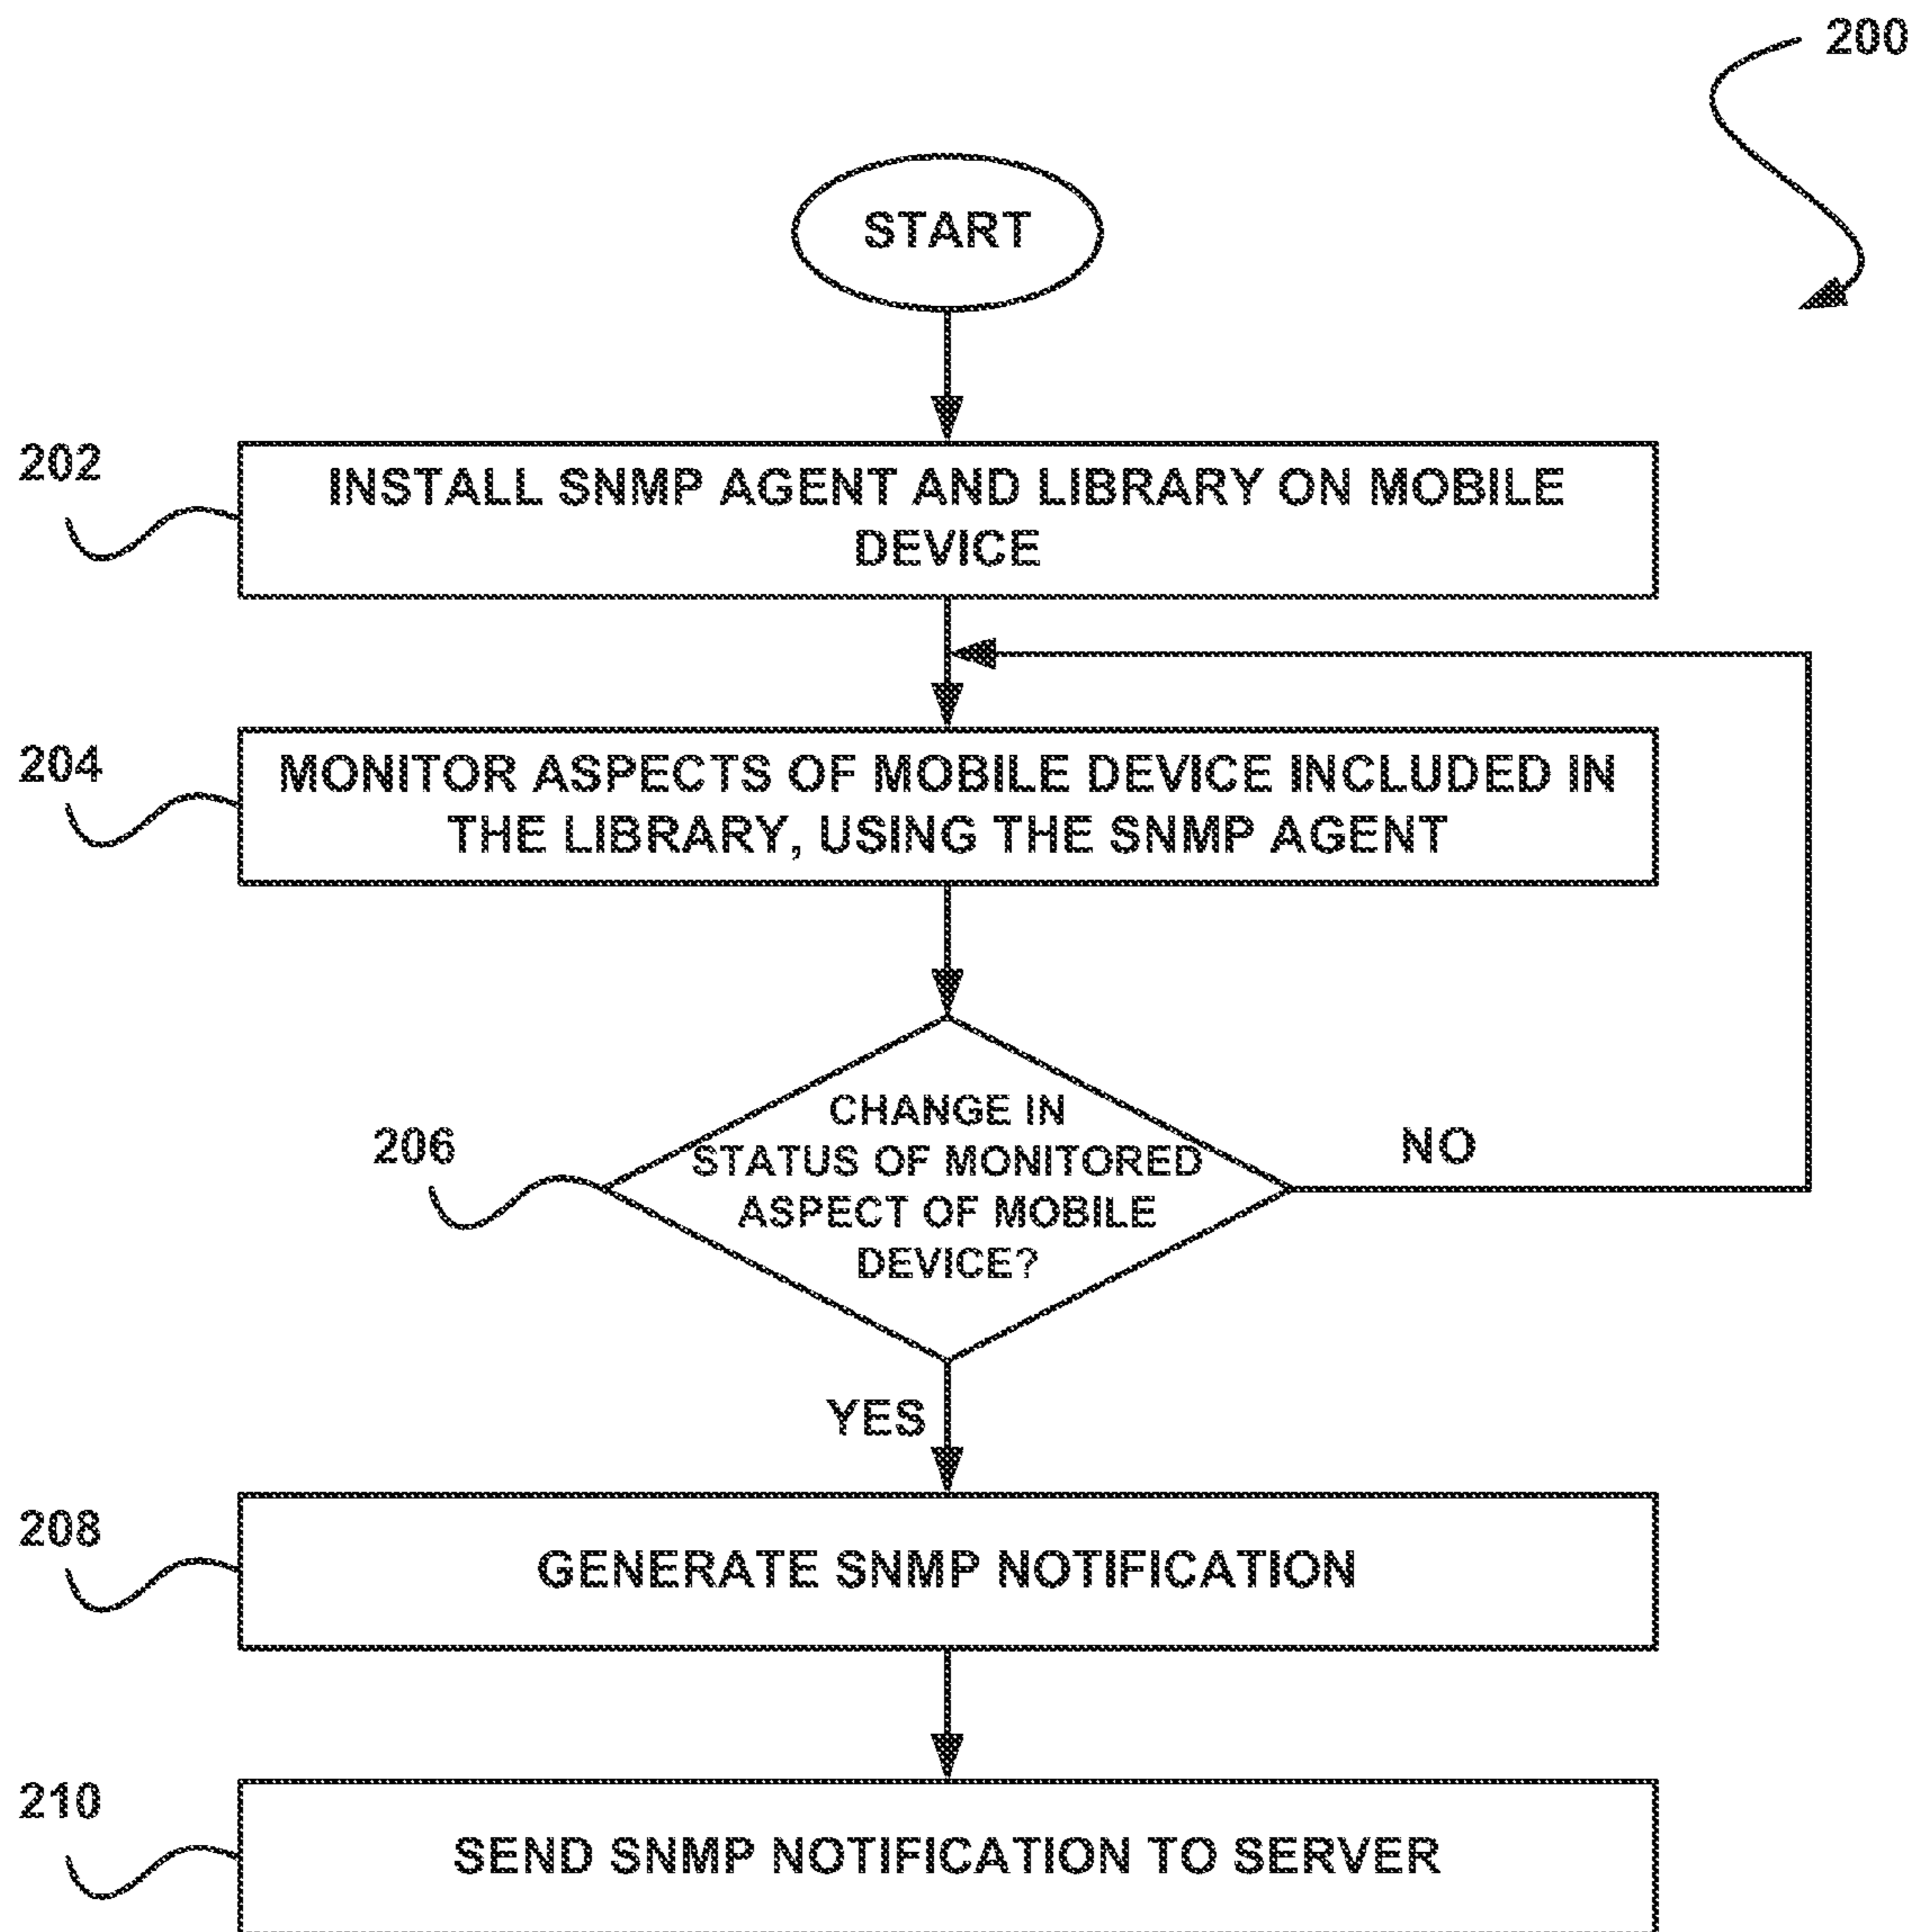 200
START
202
INSTALL SNMP AGENT AND LIBRARY ON MOBILE
DEVICE
204
MONITOR ASPECTS OF MOBILE DEVICE INCLUDED IN
THE LIBRARY, USING THE SNMP AGENT
206
CHANGE IN
STATUS OF MONITORED
ASPECT OF MOBILE
DEVICE?
NO
YES
208
GENERATE SNMP NOTIFICATION
210
SEND SNMP NOTIFICATION TO SERVER